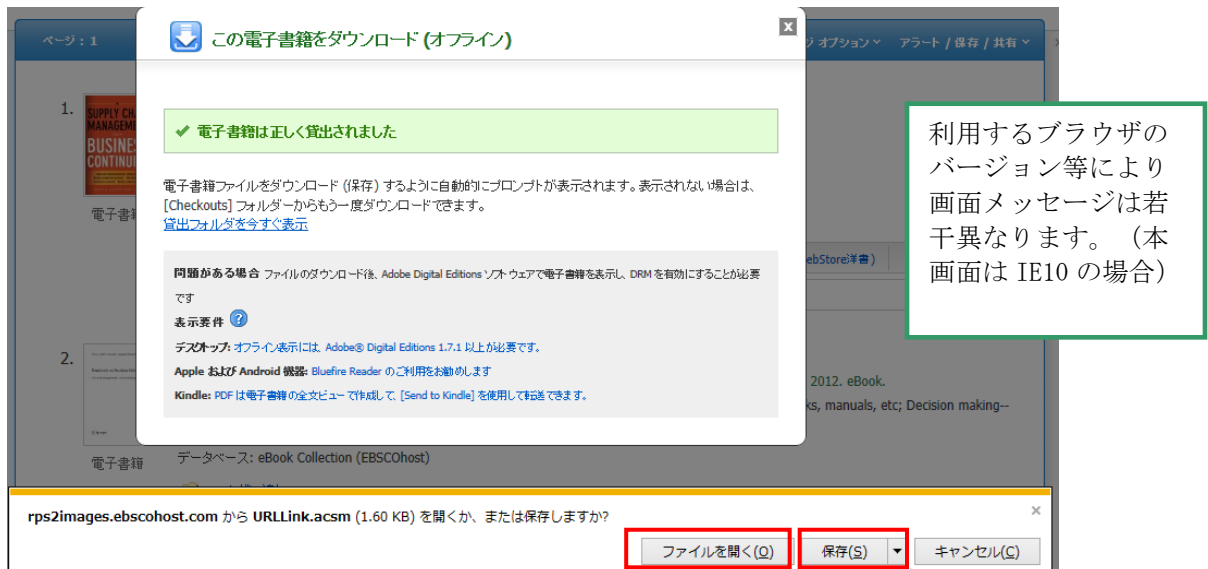 ページ : 1
この電子書籍をダウンロード (オフライン)
ジ オプション
アラート / 保存 / 共有
1.
SUPPLY CH
MANAGEME
BUSINE
CONTINU
電子書
✓ 電子書籍は正しく貸出されました
電子書籍ファイルをダウンロード (保存) するように自動的にプロンプトが表示されます。表示されない場合は、
[Checkouts] フォルダーからもう一度ダウンロードできます。
貸出フォルダを今すぐ表示
問題がある場合 ファイルのダウンロード後、Adobe Digital Editions ソフトウェアで電子書籍を表示し、DRM を有効にすることが必要
です
表示要件 ?
デスクトップ: オフライン表示には、Adobe® Digital Editions 1.7.1 以上が必要です。
Apple および Android 機器: Bluefire Reader のご利用をお勧めします
Kindle: PDF は電子書籍の全文ビューで作成して、[Send to Kindle] を使用して転送できます。
利用するブラウザの
バージョン等により
画面メッセージは若
干異なります。（本
画面は IE10 の場合）
ebStore洋書)
2.
2012. eBook.
ks, manuals, etc; Decision making--
電子書籍
データベース: eBook Collection (EBSCOhost)
rps2images.ebscohost.com から URLLink.acsm (1.60 KB) を開くか、または保存しますか?
ファイルを開く(O)
保存(S)
キャンセル(C)